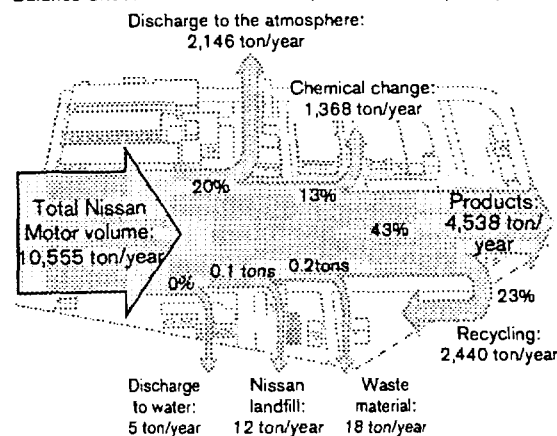 Discharge to the atmosphere:
2,146 ton/year
Chemical change:
1,368 ton/year
20%
13%
Total Nissan
Motor volume:
10,555 ton/year
Products:
4,538 ton/
year
43%
0%
0.1 tons
0.2tons
23%
Recycling:
2,440 ton/year
Discharge
to water:
5 ton/year
Nissan
landfill:
12 ton/year
Waste
material:
18 ton/year